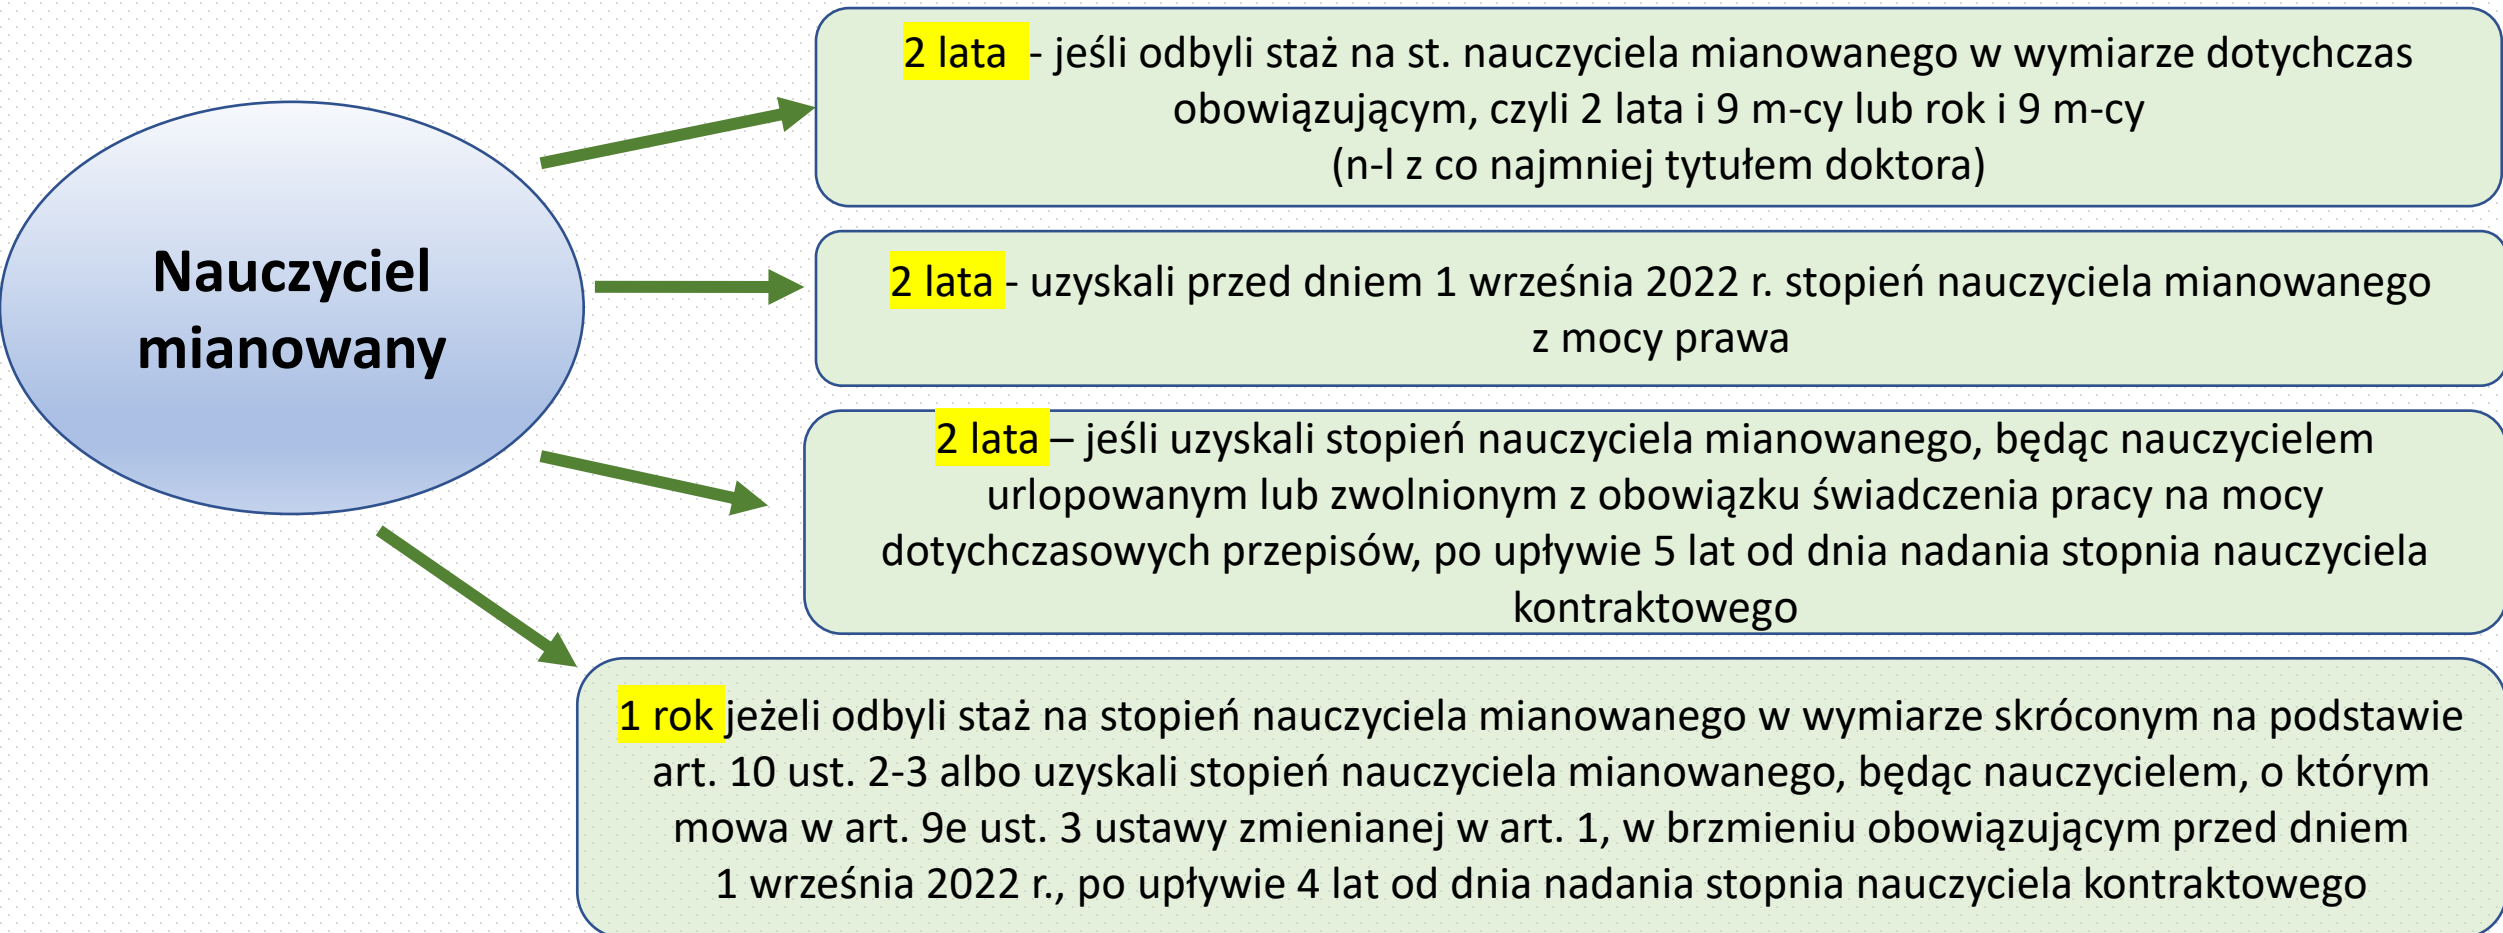 Nauczyciel
mianowany
2 lata - jeśli odbyli staż na st. nauczyciela mianowanego w wymiarze dotychczas
obowiązującym, czyli 2 lata i 9 m-cy lub rok i 9 m-cy
(n-l z co najmniej tytułem doktora)
2 lata - uzyskali przed dniem 1 września 2022 r. stopień nauczyciela mianowanego
z mocy prawa
2 lata – jeśli uzyskali stopień nauczyciela mianowanego, będąc nauczycielem
urlopowanym lub zwolnionym z obowiązku świadczenia pracy na mocy
dotychczasowych przepisów, po upływie 5 lat od dnia nadania stopnia nauczyciela
kontraktowego
1 rok jeżeli odbyli staż na stopień nauczyciela mianowanego w wymiarze skróconym na podstawie
art. 10 ust. 2-3 albo uzyskali stopień nauczyciela mianowanego, będąc nauczycielem, o którym
mowa w art. 9e ust. 3 ustawy zmienianej w art. 1, w brzmieniu obowiązującym przed dniem
1 września 2022 r., po upływie 4 lat od dnia nadania stopnia nauczyciela kontraktowego